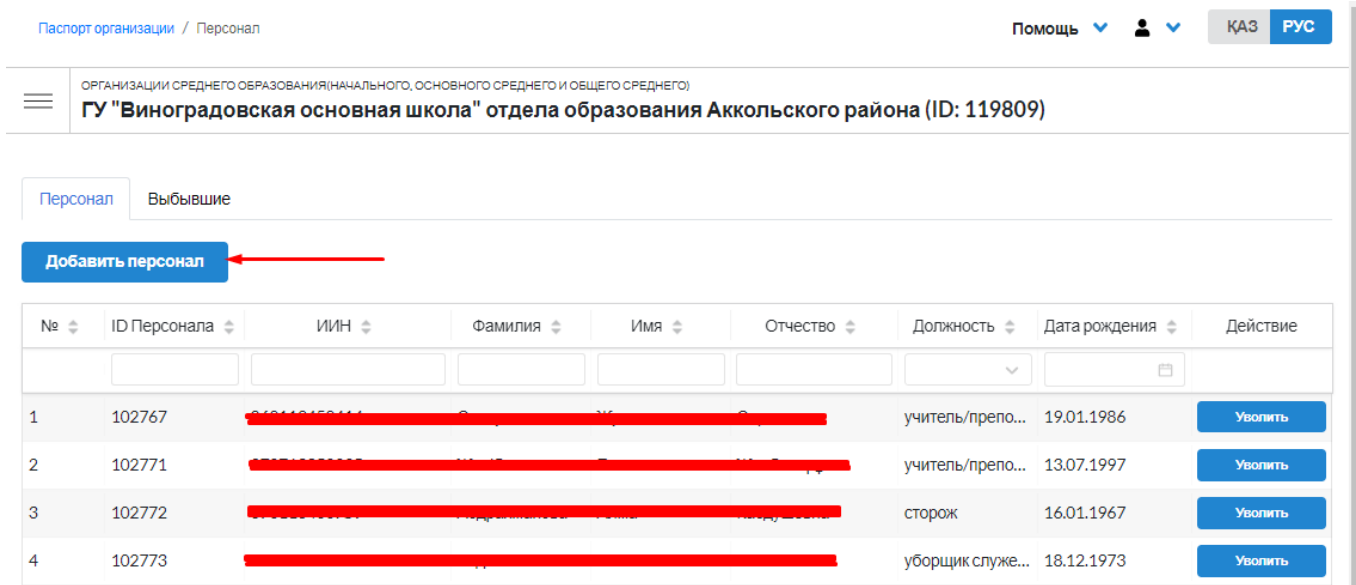 Паспорт организации / Персонал
Помощь
ҚАЗ РУС
ОРГАНИЗАЦИИ СРЕДНЕГО ОБРАЗОВАНИЯ(НАЧАЛЬНОГО, ОСНОВНОГО СРЕДНЕГО И ОБЩЕГО СРЕДНЕГО)
ГУ "Виноградовская основная школа" отдела образования Аккольского района (ID: 119809)
Персонал Выбывшие
Добавить персонал
№ ID Персонала ИИН Фамилия Имя Отчество Должность Дата рождения Действие
1 102767 учитель/препо... 19.01.1986 Уволить
2 102771 учитель/препо... 13.07.1997 Уволить
3 102772 сторож 16.01.1967 Уволить
4 102773 уборщик служе... 18.12.1973 Уволить